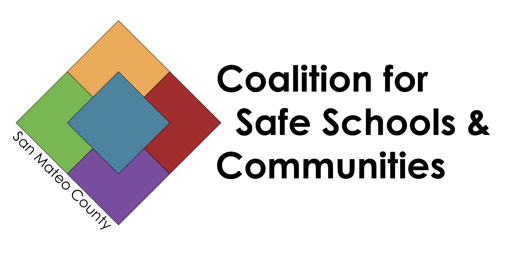 San Mateo County
Coalition for
Safe Schools &
Communities